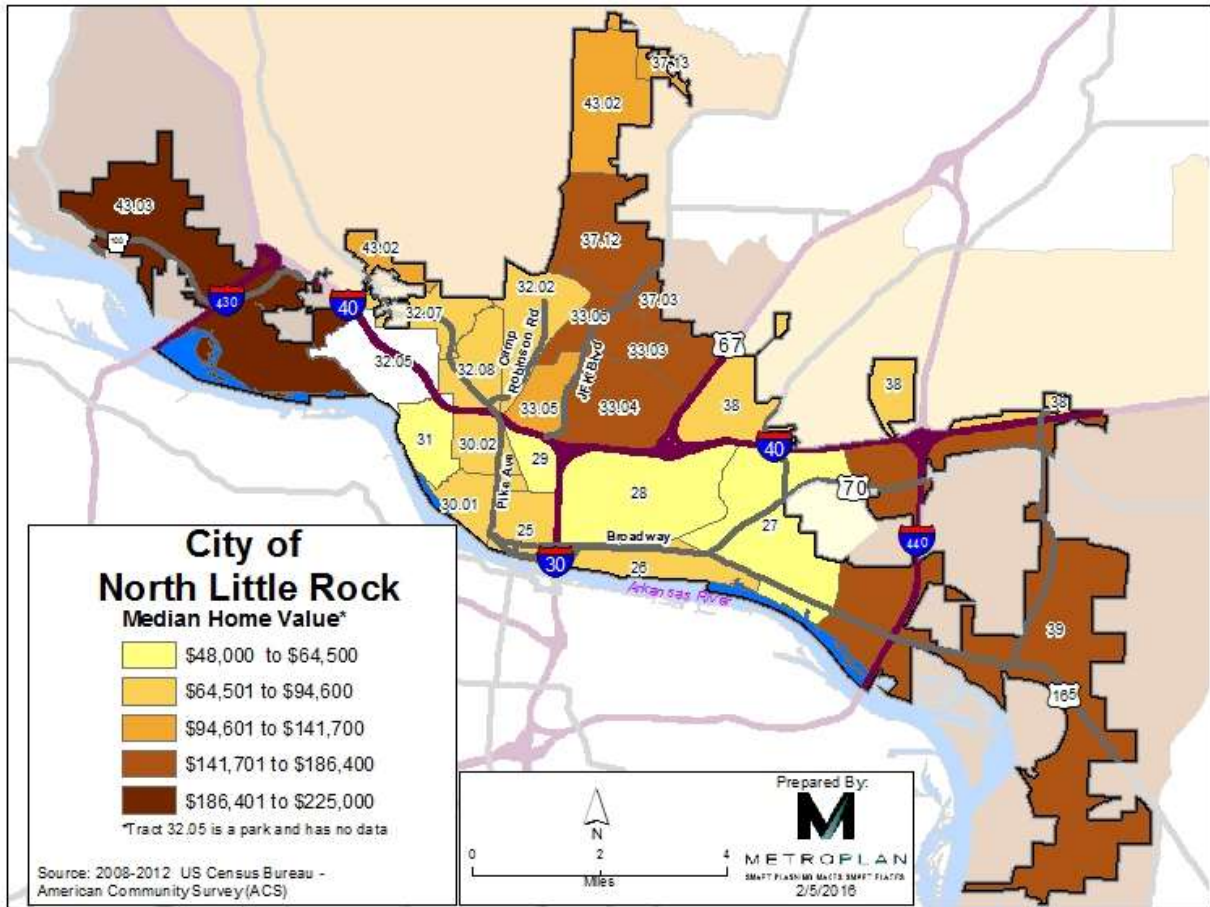 37.13
43.02
43.03
100
430
40
43.02
37.12
32.02
37.03
32.07
33.06
Camp
Robinson Rd
JFK Blvd
33.03
67
32.05
32.08
33.05
33.04
38
38
38
31
30.02
29
Pike Ave
40
28
70
27
30.01
25
Broadway
440
30
26
Arkansas River
39
165
City of
North Little Rock
Median Home Value*
$48,000 to $64,500
$64,501 to $94,600
$94,601 to $141,700
$141,701 to $186,400
$186,401 to $225,000
*Tract 32.05 is a park and has no data
Source: 2008-2012 US Census Bureau -
American Community Survey (ACS)
N
0 2 4
Miles
Prepared By:
M
METROPLAN
SMART PLANNING MAKES SMART PLACES
2/5/2016